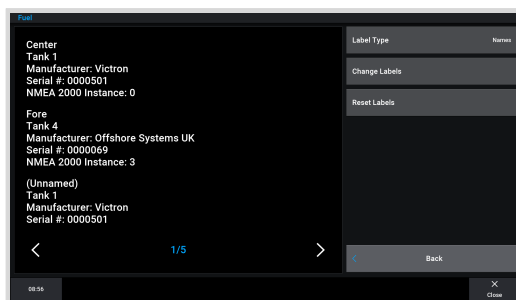 Fuel
Center
Tank 1
Manufacturer: Victron
Serial #: 0000501
NMEA 2000 Instance: 0
Fore
Tank 4
Manufacturer: Offshore Systems UK
Serial #: 0000069
NMEA 2000 Instance: 3
(Unnamed)
Tank 1
Manufacturer: Victron
Serial #: 0000501
1/5
Label Type Names
Change Labels
Reset Labels
Back
08:56
Close